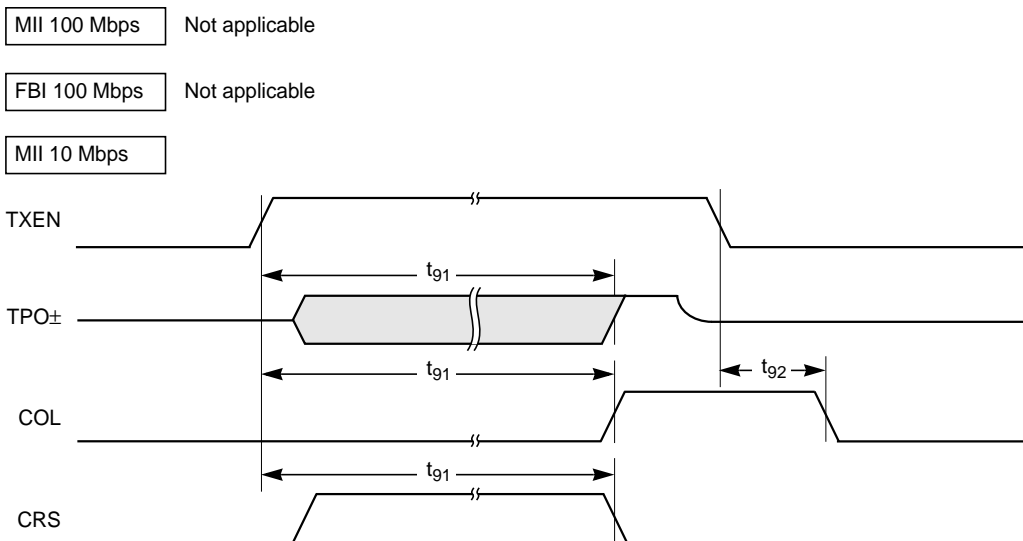 MII 100 Mbps Not applicable
FBI 100 Mbps Not applicable
MII 10 Mbps
TXEN
t91
TPO±
t91
t92
COL
t91
CRS